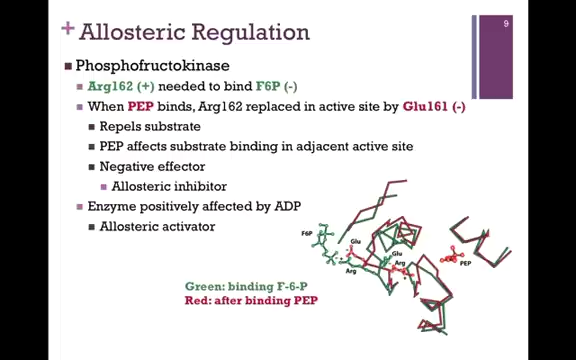 9
+ Allosteric Regulation
Phosphofructokinase
Arg162 (+) needed to bind F6P (-)
When PEP binds, Arg162 replaced in active site by Glu161 (-)
Repels substrate
PEP affects substrate binding in adjacent active site
Negative effector
Allosteric inhibitor
Enzyme positively affected by ADP
Allosteric activator
F6P
Glu
Glu
Arg
Arg
PEP
Green: binding F-6-P
Red: after binding PEP